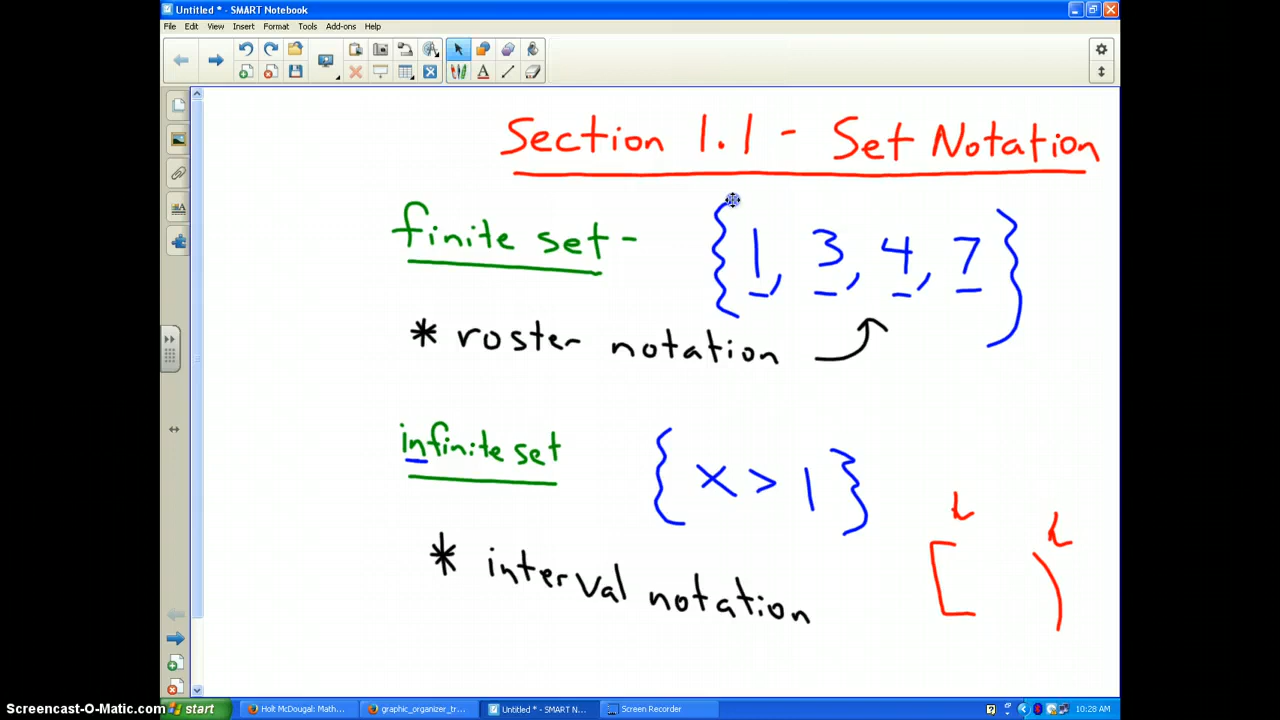 Untitled * - SMART Notebook
File Edit View Insert Format Tools Add-ons Help
Section 1.1 - Set Notation
finite set - { 1, 3, 4, 7 }
* roster notation
infinite set { x > 1 }
* interval notation
[ )
Screencast-O-Matic.com start Holt McDougal: Math... graphic_organizer_tr... Untitled * - SMART N... Screen Recorder 10:28 AM